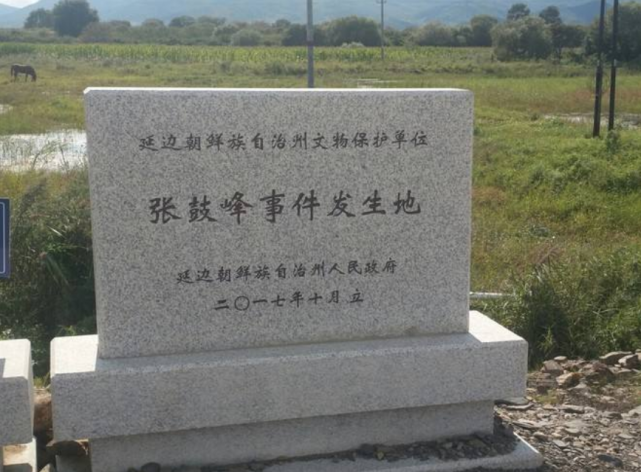 延边朝鲜族自治州文物保护单位
张鼓峰事件发生地
延边朝鲜族自治州人民政府
二〇一七年十月立